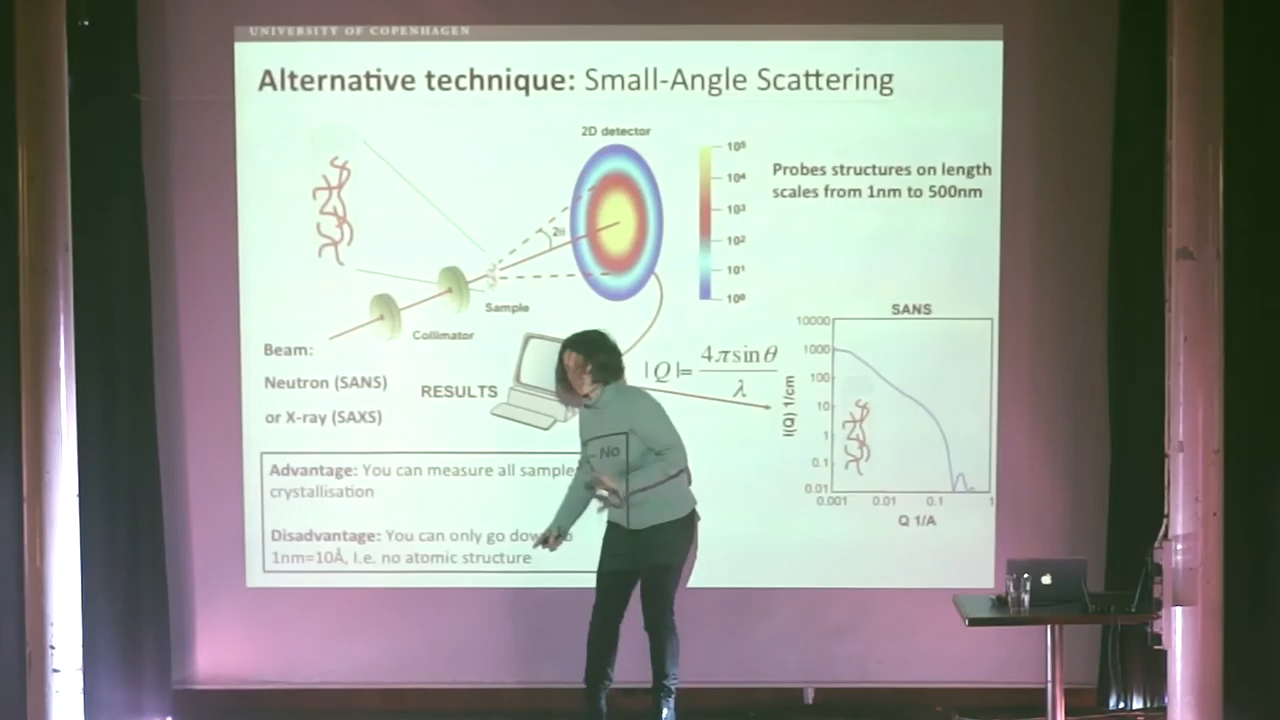 UNIVERSITY OF COPENHAGEN
Alternative technique: Small-Angle Scattering
2D detector
10⁵
10⁴
10³
10²
10¹
10⁰
Probes structures on length
scales from 1nm to 500nm
2θ
Sample
Collimator
Beam:
Neutron (SANS)
or X-ray (SAXS)
RESULTS
|Q|= 4π sin θ
λ
SANS
10000
1000
100
10
1
0.1
0.01
I(Q) 1/cm
0.001 0.01 0.1 1
Q 1/A
Advantage: You can measure all sample – No
crystallisation
Disadvantage: You can only go down to
1nm=10Å, I.e. no atomic structure